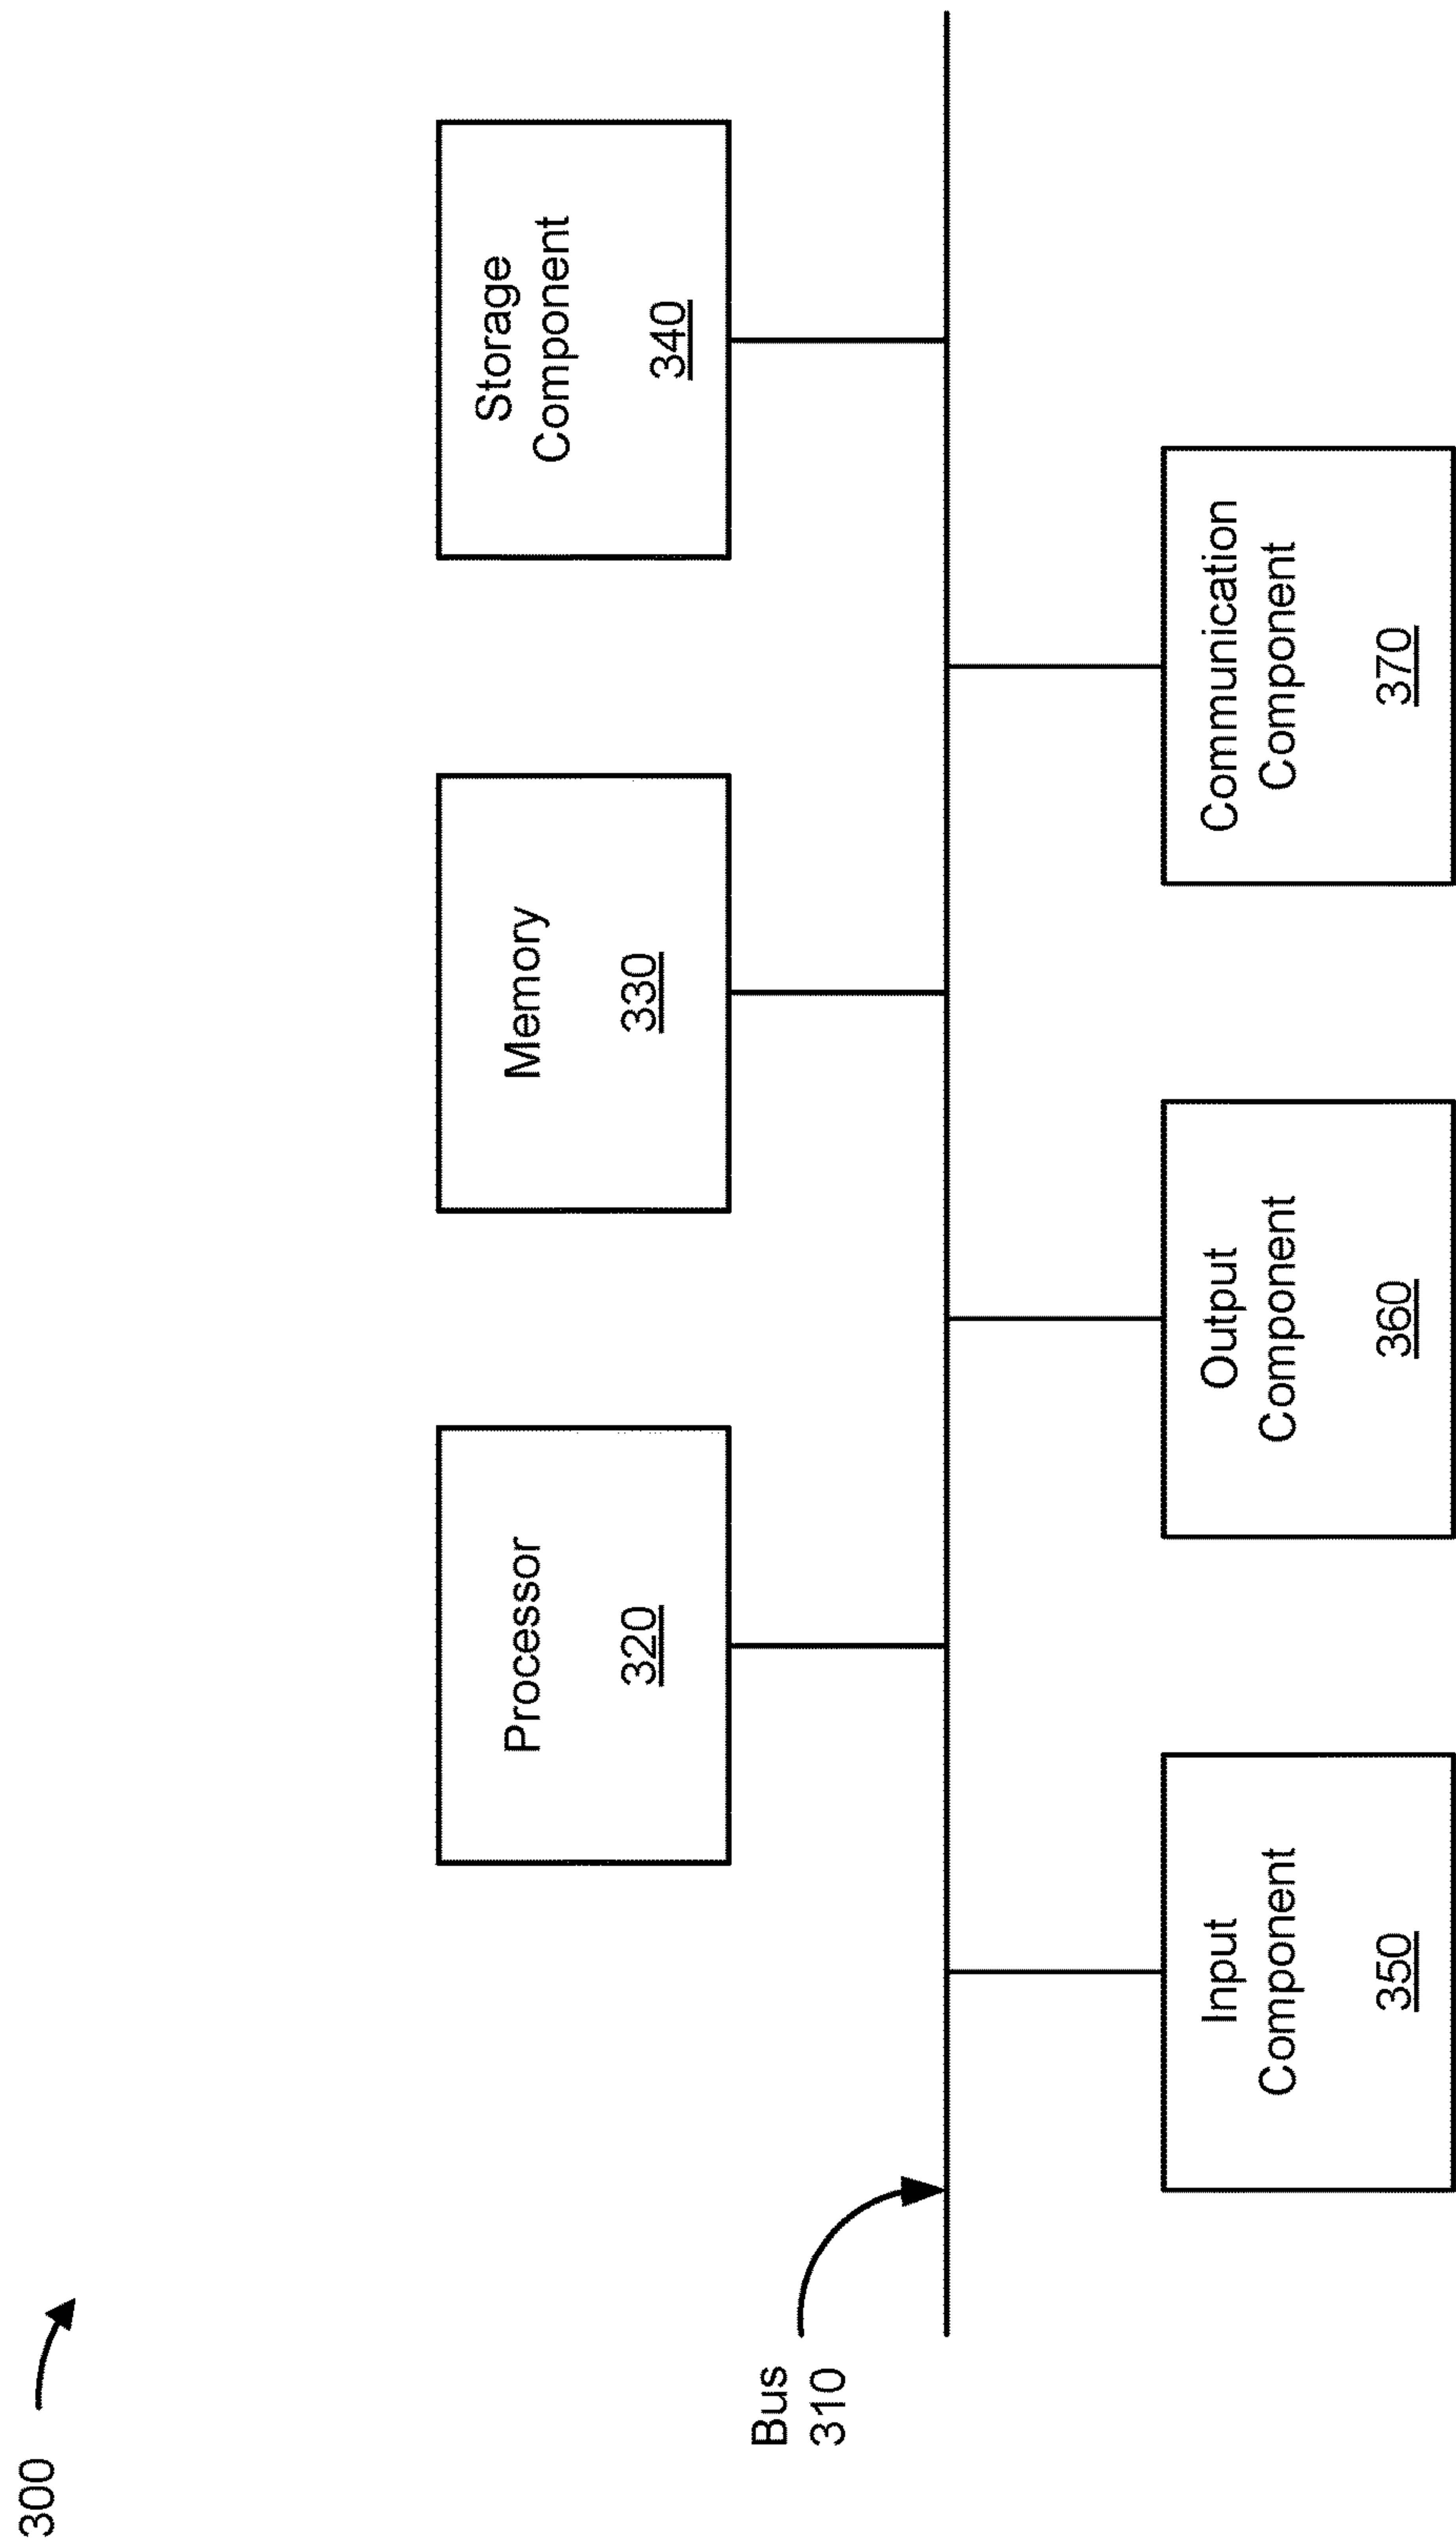 300
Processor
320
Memory
330
Storage
Component
340
Bus
310
Input
Component
350
Output
Component
360
Communication
Component
370